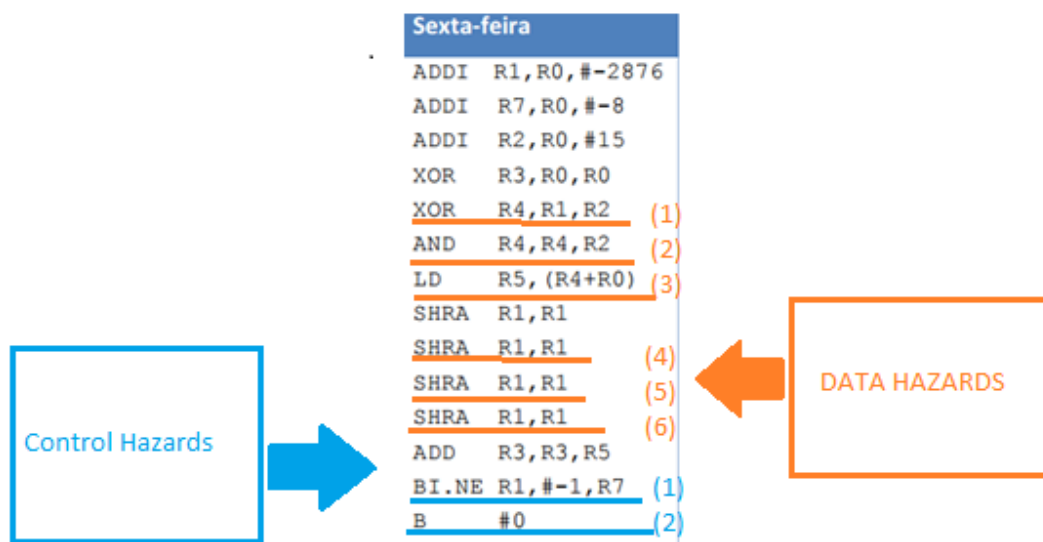 Sexta-feira
.
ADDI R1,R0,#-2876
ADDI R7,R0,#-8
ADDI R2,R0,#15
XOR R3,R0,R0
XOR R4,R1,R2 (1)
AND R4,R4,R2 (2)
LD R5,(R4+R0) (3)
SHRA R1,R1
SHRA R1,R1 (4)
SHRA R1,R1 (5)
SHRA R1,R1 (6)
ADD R3,R3,R5
BI.NE R1,#-1,R7 (1)
B #0 (2)
DATA HAZARDS
Control Hazards